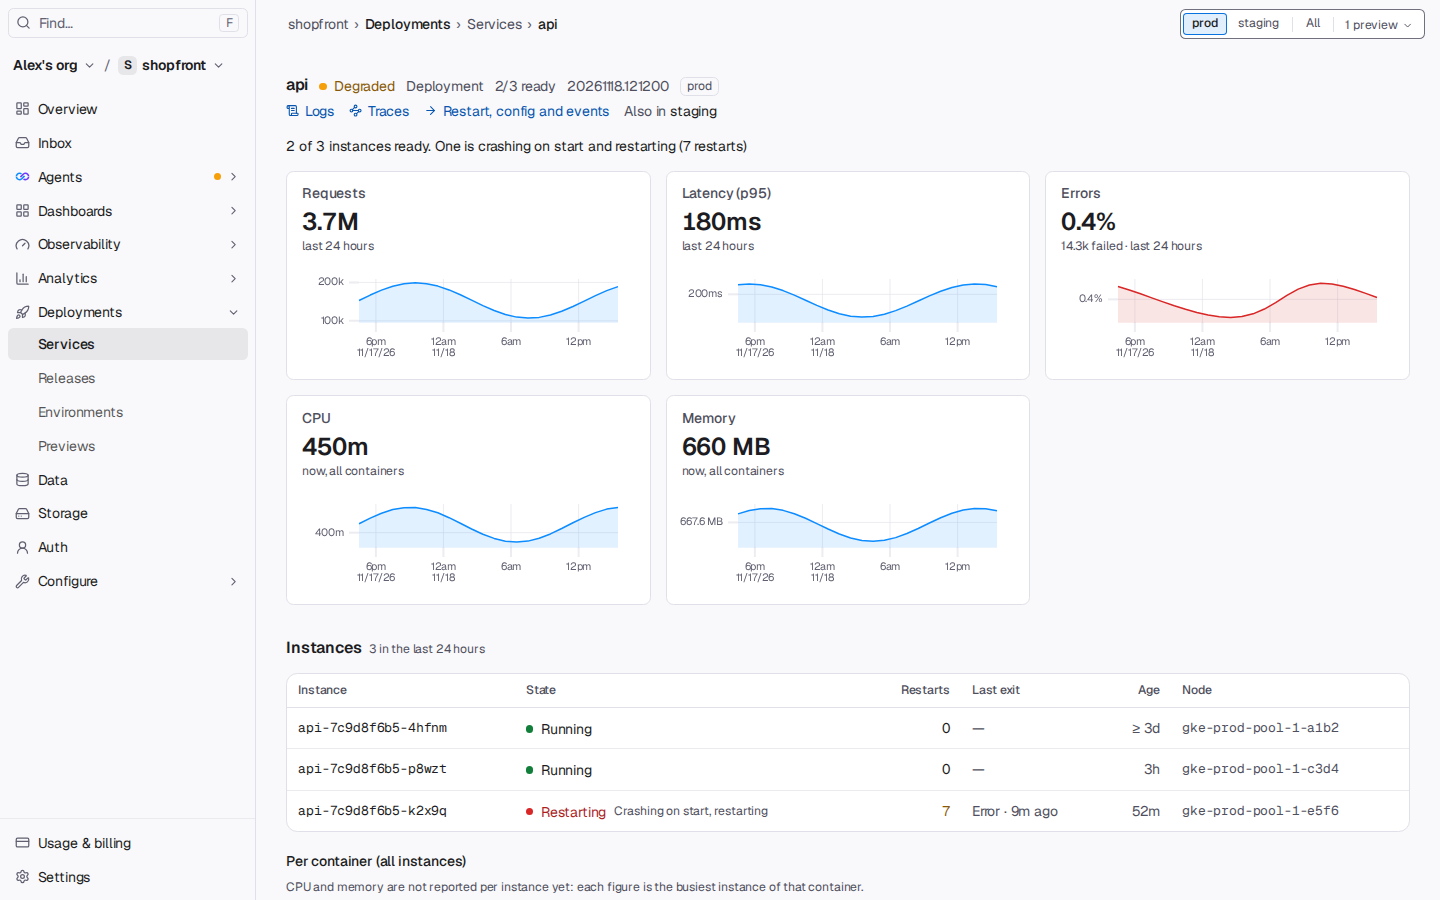 Find... F
Alex's org / S shopfront
Overview
Inbox
Agents
Dashboards
Observability
Analytics
Deployments
Services
Releases
Environments
Previews
Data
Storage
Auth
Configure
Usage & billing
Settings
shopfront › Deployments › Services › api
prod staging All 1 preview
api Degraded Deployment 2/3 ready 20261118.121200 prod
Logs Traces Restart, config and events Also in staging
2 of 3 instances ready. One is crashing on start and restarting (7 restarts)
Requests
3.7M
last 24 hours
200k
100k
6pm 12am 6am 12pm
11/17/26 11/18
Latency (p95)
180ms
last 24 hours
200ms
6pm 12am 6am 12pm
11/17/26 11/18
Errors
0.4%
14.3k failed · last 24 hours
0.4%
6pm 12am 6am 12pm
11/17/26 11/18
CPU
450m
now, all containers
400m
6pm 12am 6am 12pm
11/17/26 11/18
Memory
660 MB
now, all containers
667.6 MB
6pm 12am 6am 12pm
11/17/26 11/18
Instances 3 in the last 24 hours
Instance State Restarts Last exit Age Node
api-7c9d8f6b5-4hfnm Running 0 — ≥ 3d gke-prod-pool-1-a1b2
api-7c9d8f6b5-p8wzt Running 0 — 3h gke-prod-pool-1-c3d4
api-7c9d8f6b5-k2x9q Restarting Crashing on start, restarting 7 Error · 9m ago 52m gke-prod-pool-1-e5f6
Per container (all instances)
CPU and memory are not reported per instance yet: each figure is the busiest instance of that container.